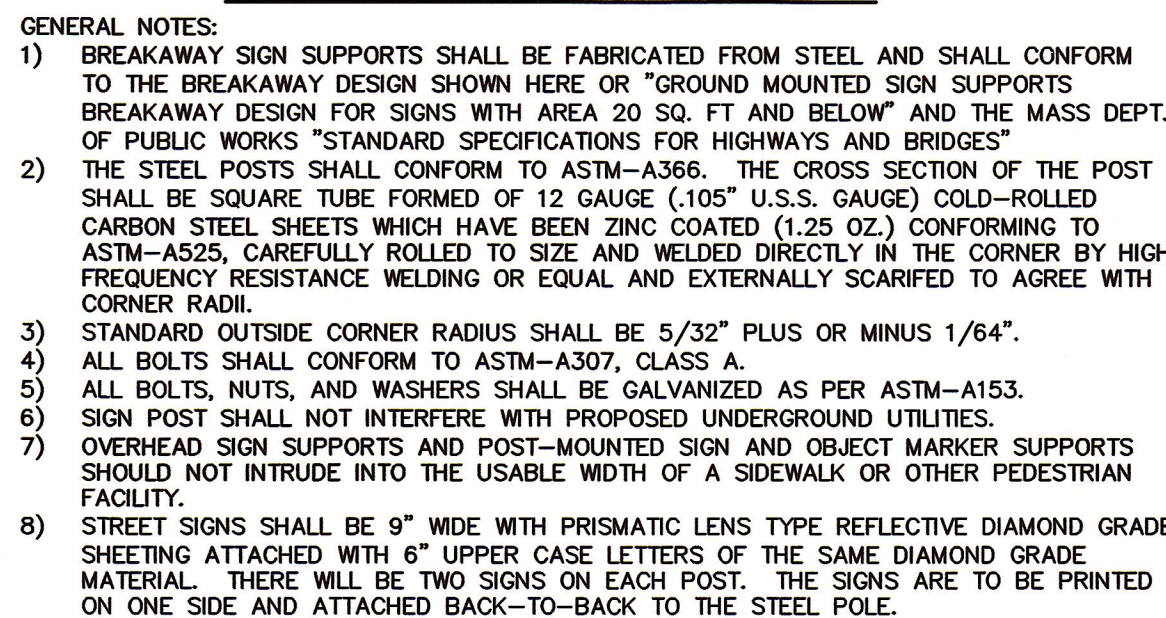 GENERAL NOTES:
1) BREAKAWAY SIGN SUPPORTS SHALL BE FABRICATED FROM STEEL AND SHALL CONFORM
TO THE BREAKAWAY DESIGN SHOWN HERE OR "GROUND MOUNTED SIGN SUPPORTS
BREAKAWAY DESIGN FOR SIGNS WITH AREA 20 SQ. FT AND BELOW" AND THE MASS DEPT.
OF PUBLIC WORKS "STANDARD SPECIFICATIONS FOR HIGHWAYS AND BRIDGES"
2) THE STEEL POSTS SHALL CONFORM TO ASTM-A366. THE CROSS SECTION OF THE POST
SHALL BE SQUARE TUBE FORMED OF 12 GAUGE (.105" U.S.S. GAUGE) COLD-ROLLED
CARBON STEEL SHEETS WHICH HAVE BEEN ZINC COATED (1.25 OZ.) CONFORMING TO
ASTM-A525, CAREFULLY ROLLED TO SIZE AND WELDED DIRECTLY IN THE CORNER BY HIGH
FREQUENCY RESISTANCE WELDING OR EQUAL AND EXTERNALLY SCARIFED TO AGREE WITH
CORNER RADII.
3) STANDARD OUTSIDE CORNER RADIUS SHALL BE 5/32" PLUS OR MINUS 1/64".
4) ALL BOLTS SHALL CONFORM TO ASTM-A307, CLASS A.
5) ALL BOLTS, NUTS, AND WASHERS SHALL BE GALVANIZED AS PER ASTM-A153.
6) SIGN POST SHALL NOT INTERFERE WITH PROPOSED UNDERGROUND UTILITIES.
7) OVERHEAD SIGN SUPPORTS AND POST-MOUNTED SIGN AND OBJECT MARKER SUPPORTS
SHOULD NOT INTRUDE INTO THE USABLE WIDTH OF A SIDEWALK OR OTHER PEDESTRIAN
FACILITY.
8) STREET SIGNS SHALL BE 9" WIDE WITH PRISMATIC LENS TYPE REFLECTIVE DIAMOND GRADE
SHEETING ATTACHED WITH 6" UPPER CASE LETTERS OF THE SAME DIAMOND GRADE
MATERIAL. THERE WILL BE TWO SIGNS ON EACH POST. THE SIGNS ARE TO BE PRINTED
ON ONE SIDE AND ATTACHED BACK-TO-BACK TO THE STEEL POLE.